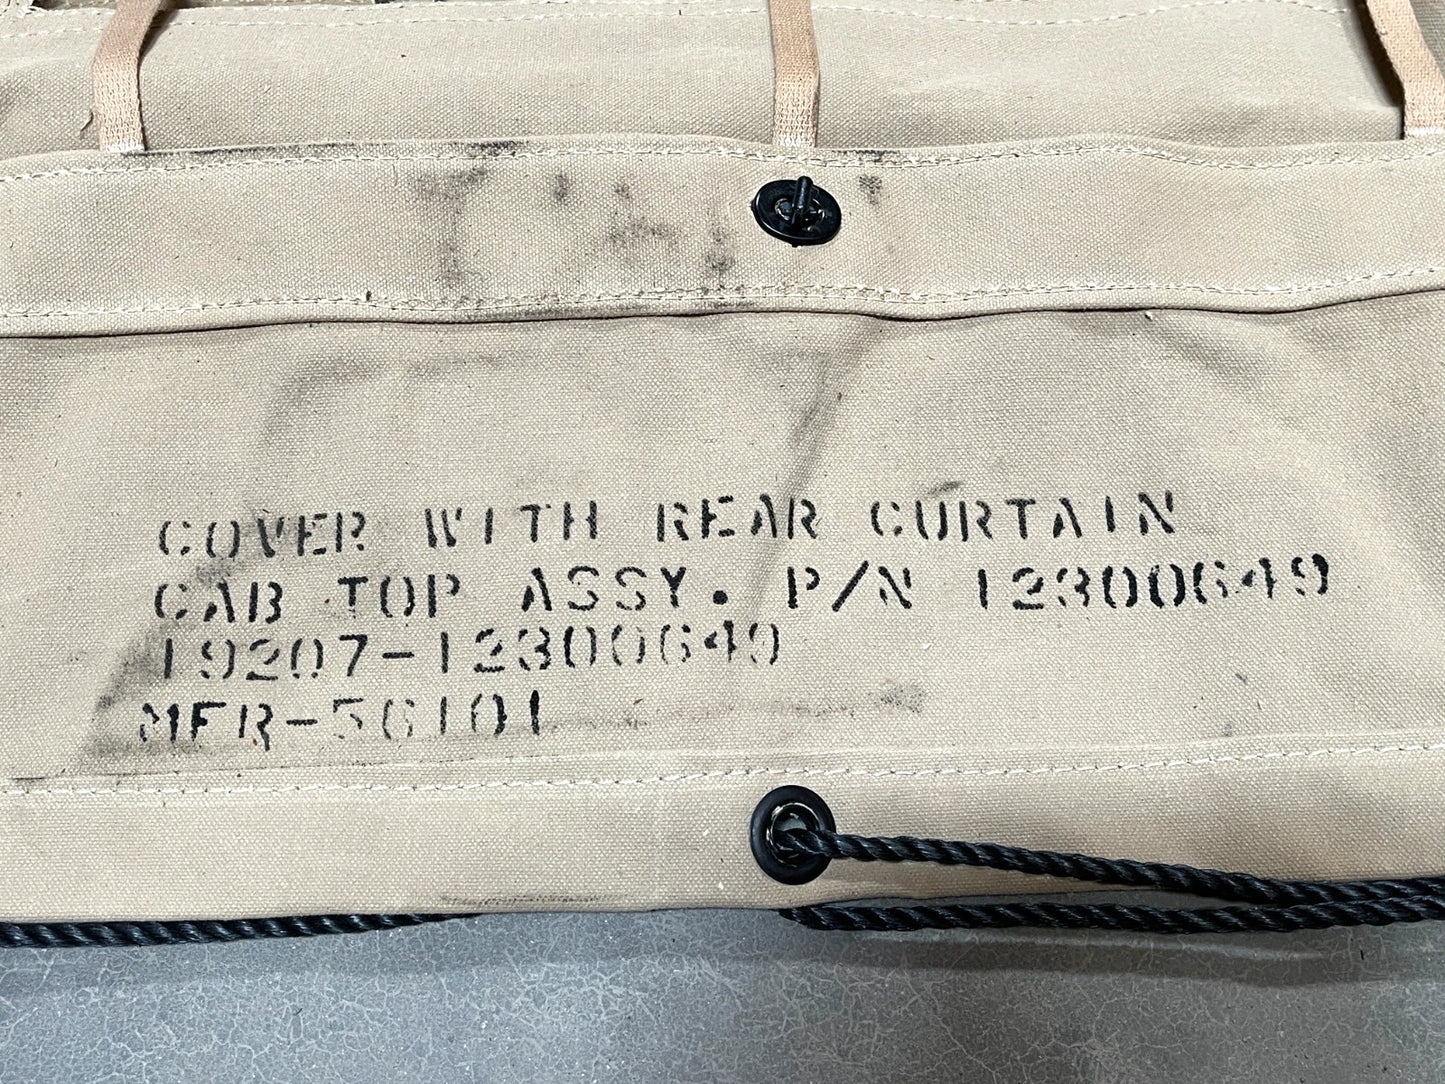 COVER WITH REAR CURTAIN
CAB TOP ASSY. P/N 12300649
19207-12300649
MFR-56101